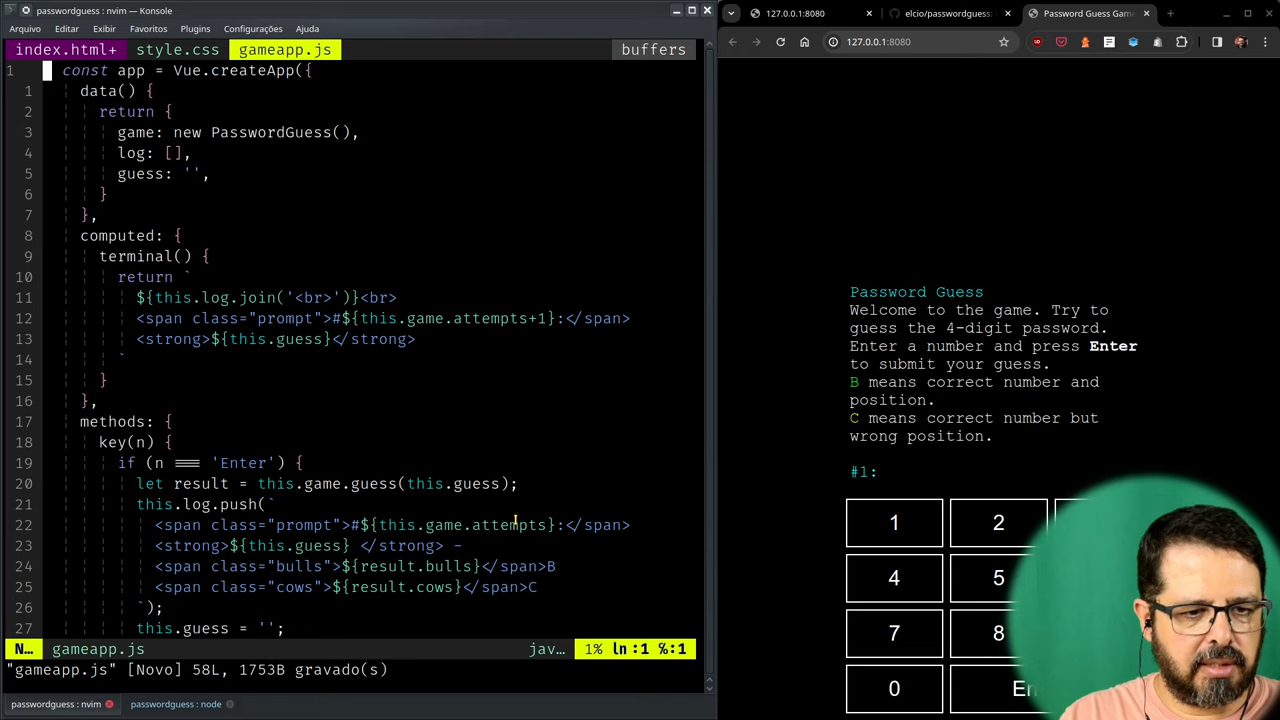 passwordguess : nvim — Konsole
Arquivo Editar Exibir Favoritos Plugins Configurações Ajuda
index.html+ style.css gameapp.js buffers
1 const app = Vue.createApp({
1 data() {
2 return {
3 game: new PasswordGuess(),
4 log: [],
5 guess: '',
6 }
7 },
8 computed: {
9 terminal() {
10 return `
11 ${this.log.join('<br>')}<br>
12 <span class="prompt">#${this.game.attempts+1}:</span>
13 <strong>${this.guess}</strong>
14 `
15 }
16 },
17 methods: {
18 key(n) {
19 if (n === 'Enter') {
20 let result = this.game.guess(this.guess);
21 this.log.push(`
22 <span class="prompt">#${this.game.attempts}:</span>
23 <strong>${this.guess} </strong> -
24 <span class="bulls">${result.bulls}</span>B
25 <span class="cows">${result.cows}</span>C
26 `);
27 this.guess = '';
N… gameapp.js jav… 1% ln :1 %:1
"gameapp.js" [Novo] 58L, 1753B gravado(s)
passwordguess : nvim passwordguess : node
127.0.0.1:8080 elcio/passwordguess: Password Guess Gam
127.0.0.1:8080
Password Guess
Welcome to the game. Try to
guess the 4-digit password.
Enter a number and press Enter
to submit your guess.
B means correct number and
position.
C means correct number but
wrong position.
#1:
1 2
4 5
7 8
0 En